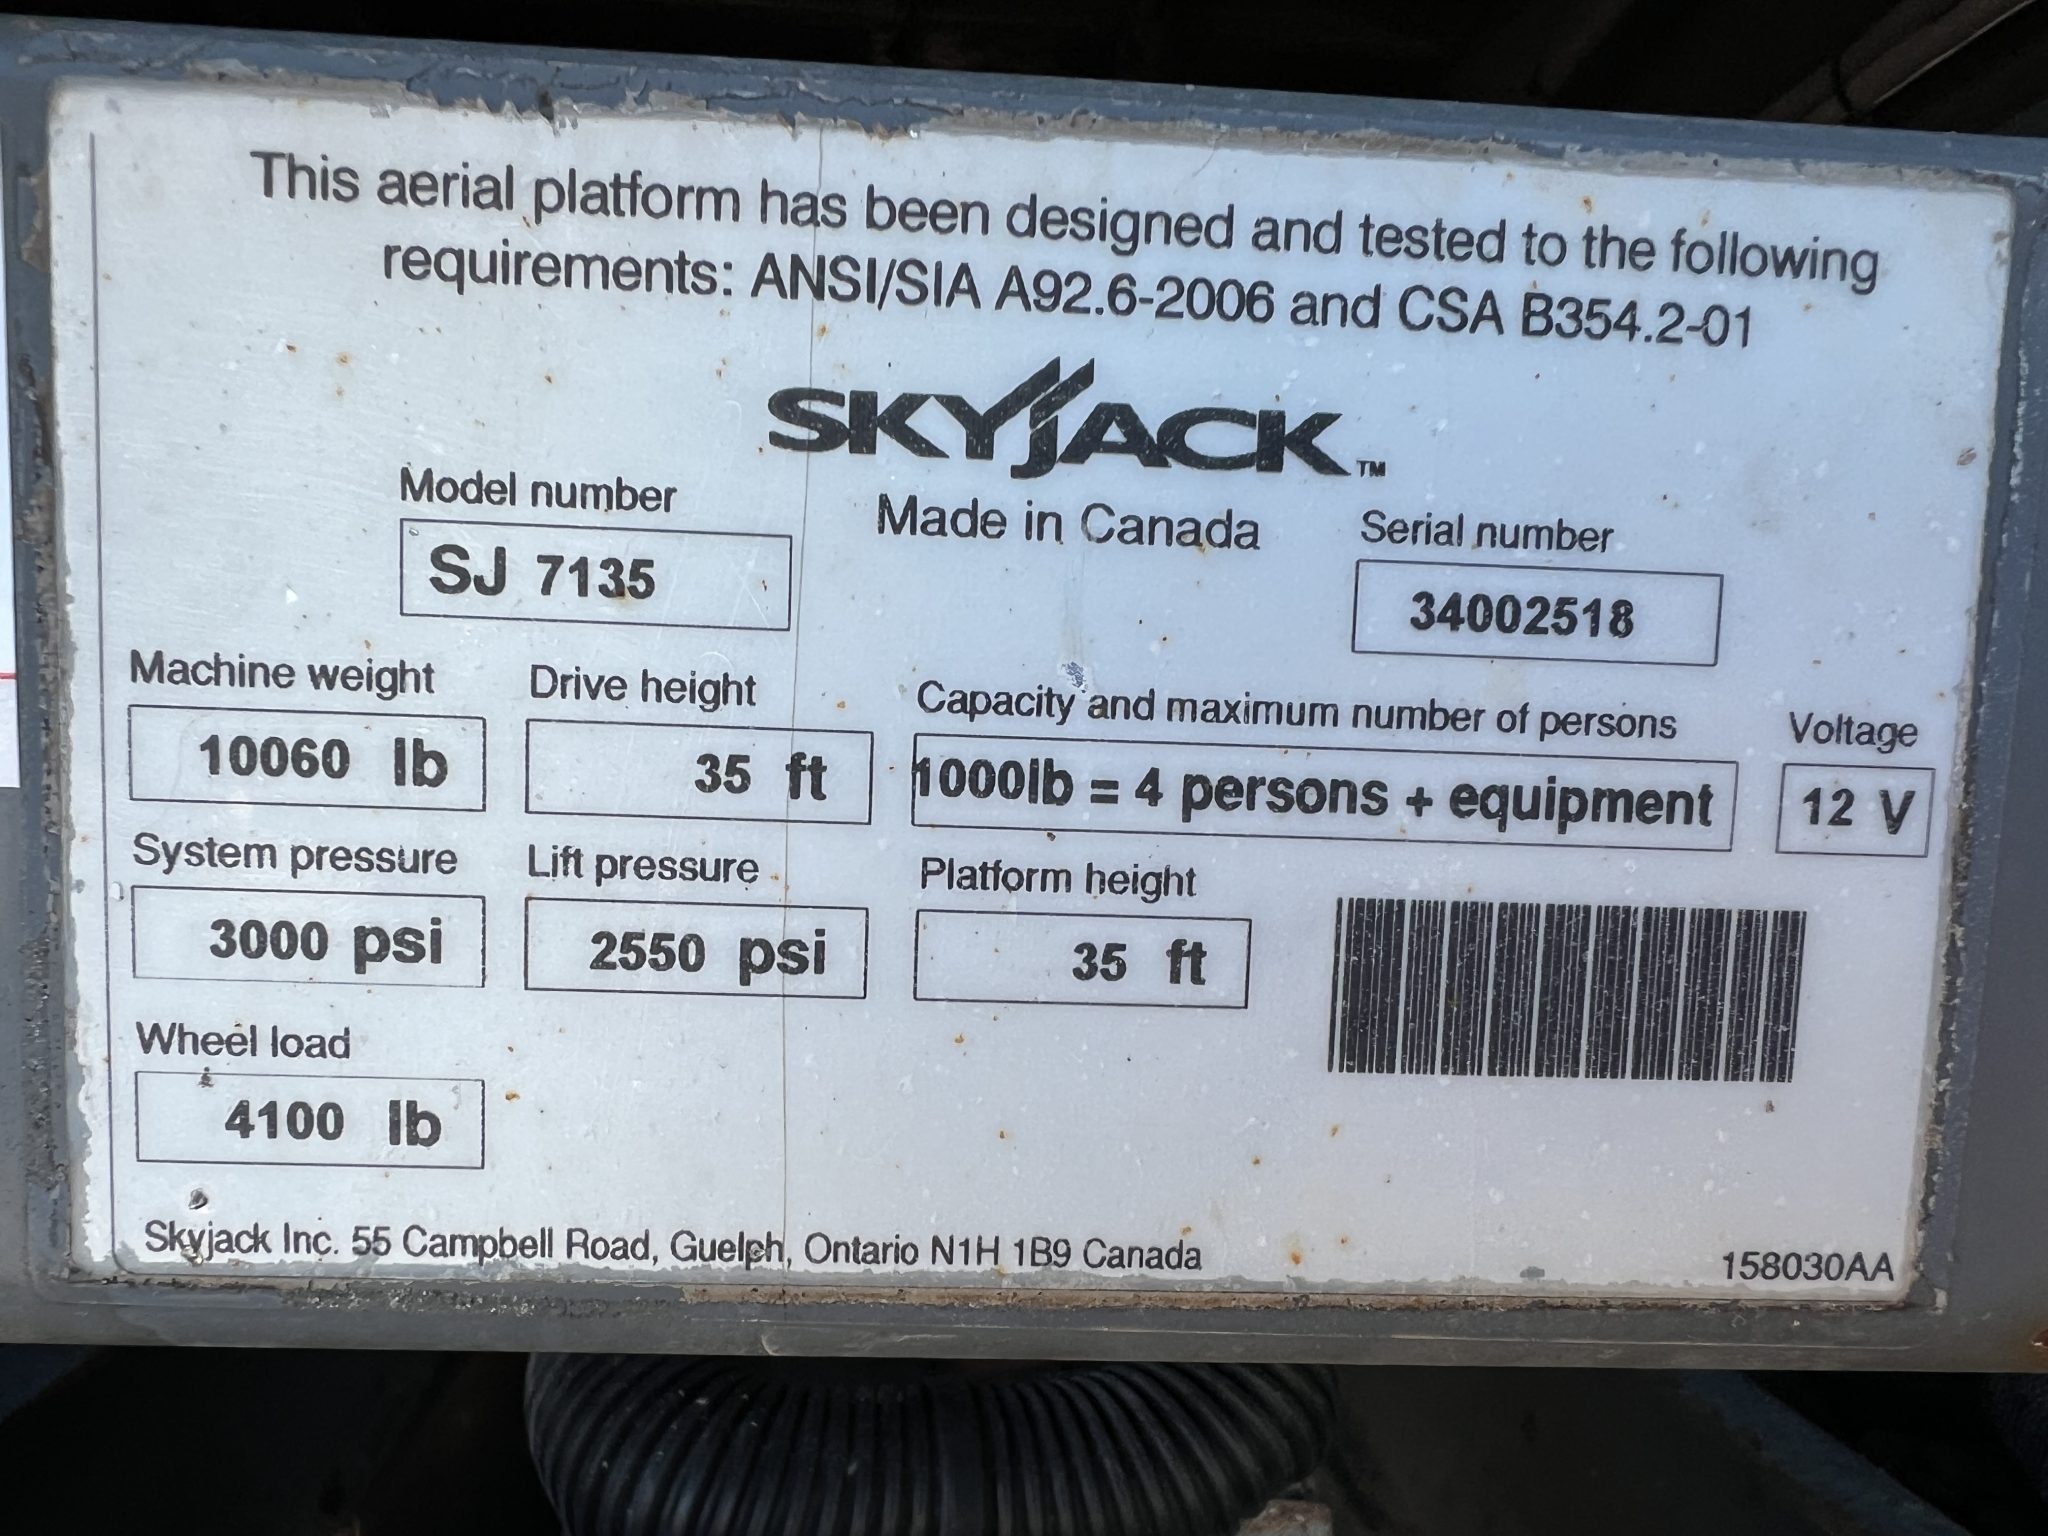 This aerial platform has been designed and tested to the following
requirements: ANSI/SIA A92.6-2006 and CSA B354.2-01
SKYJACK™
Made in Canada
Model number
SJ 7135
Serial number
34002518
Machine weight
10060 lb
Drive height
35 ft
Capacity and maximum number of persons
1000lb = 4 persons + equipment
Voltage
12 V
System pressure
3000 psi
Lift pressure
2550 psi
Platform height
35 ft
Wheel load
4100 lb
Skyjack Inc. 55 Campbell Road, Guelph, Ontario N1H 1B9 Canada
158030AA